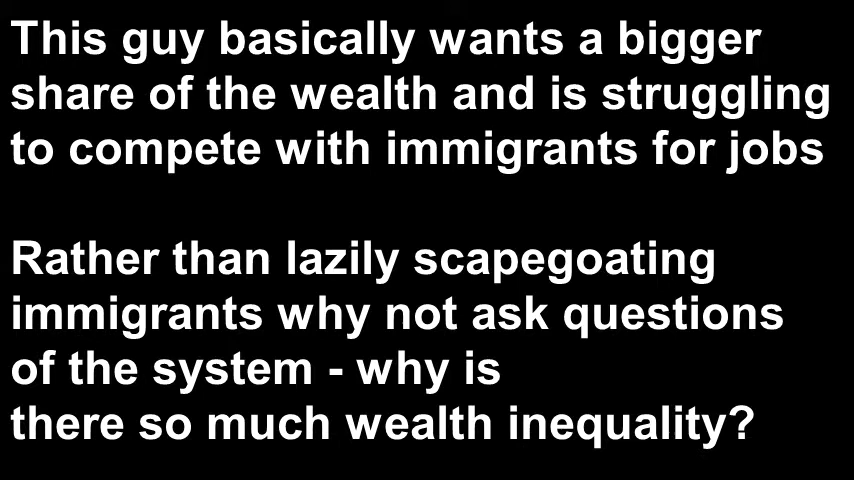 This guy basically wants a bigger
share of the wealth and is struggling
to compete with immigrants for jobs
Rather than lazily scapegoating
immigrants why not ask questions
of the system - why is
there so much wealth inequality?